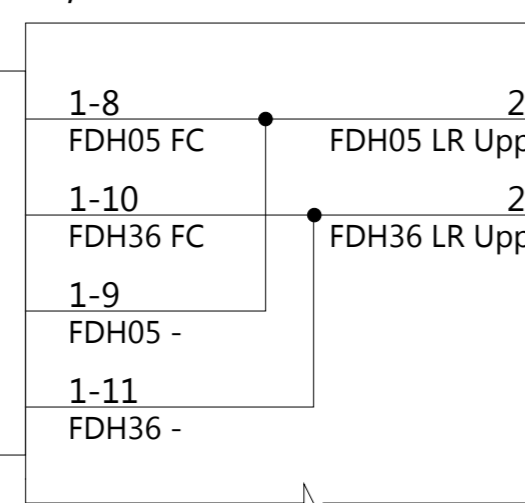 1-8 2
FDH05 FC FDH05 LR Upp
1-10 2
FDH36 FC FDH36 LR Upp
1-9
FDH05 -
1-11
FDH36 -